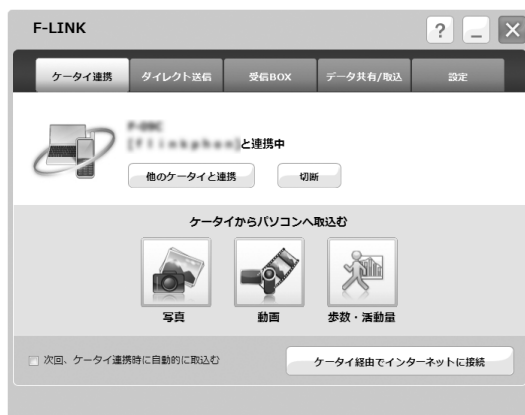 F-LINK
?
ケータイ連携 ダイレクト送信 受信BOX データ共有/取込 設定
と連携中
他のケータイと連携 切断
ケータイからパソコンへ取込む
写真 動画 歩数・活動量
次回、ケータイ連携時に自動的に取込む
ケータイ経由でインターネットに接続